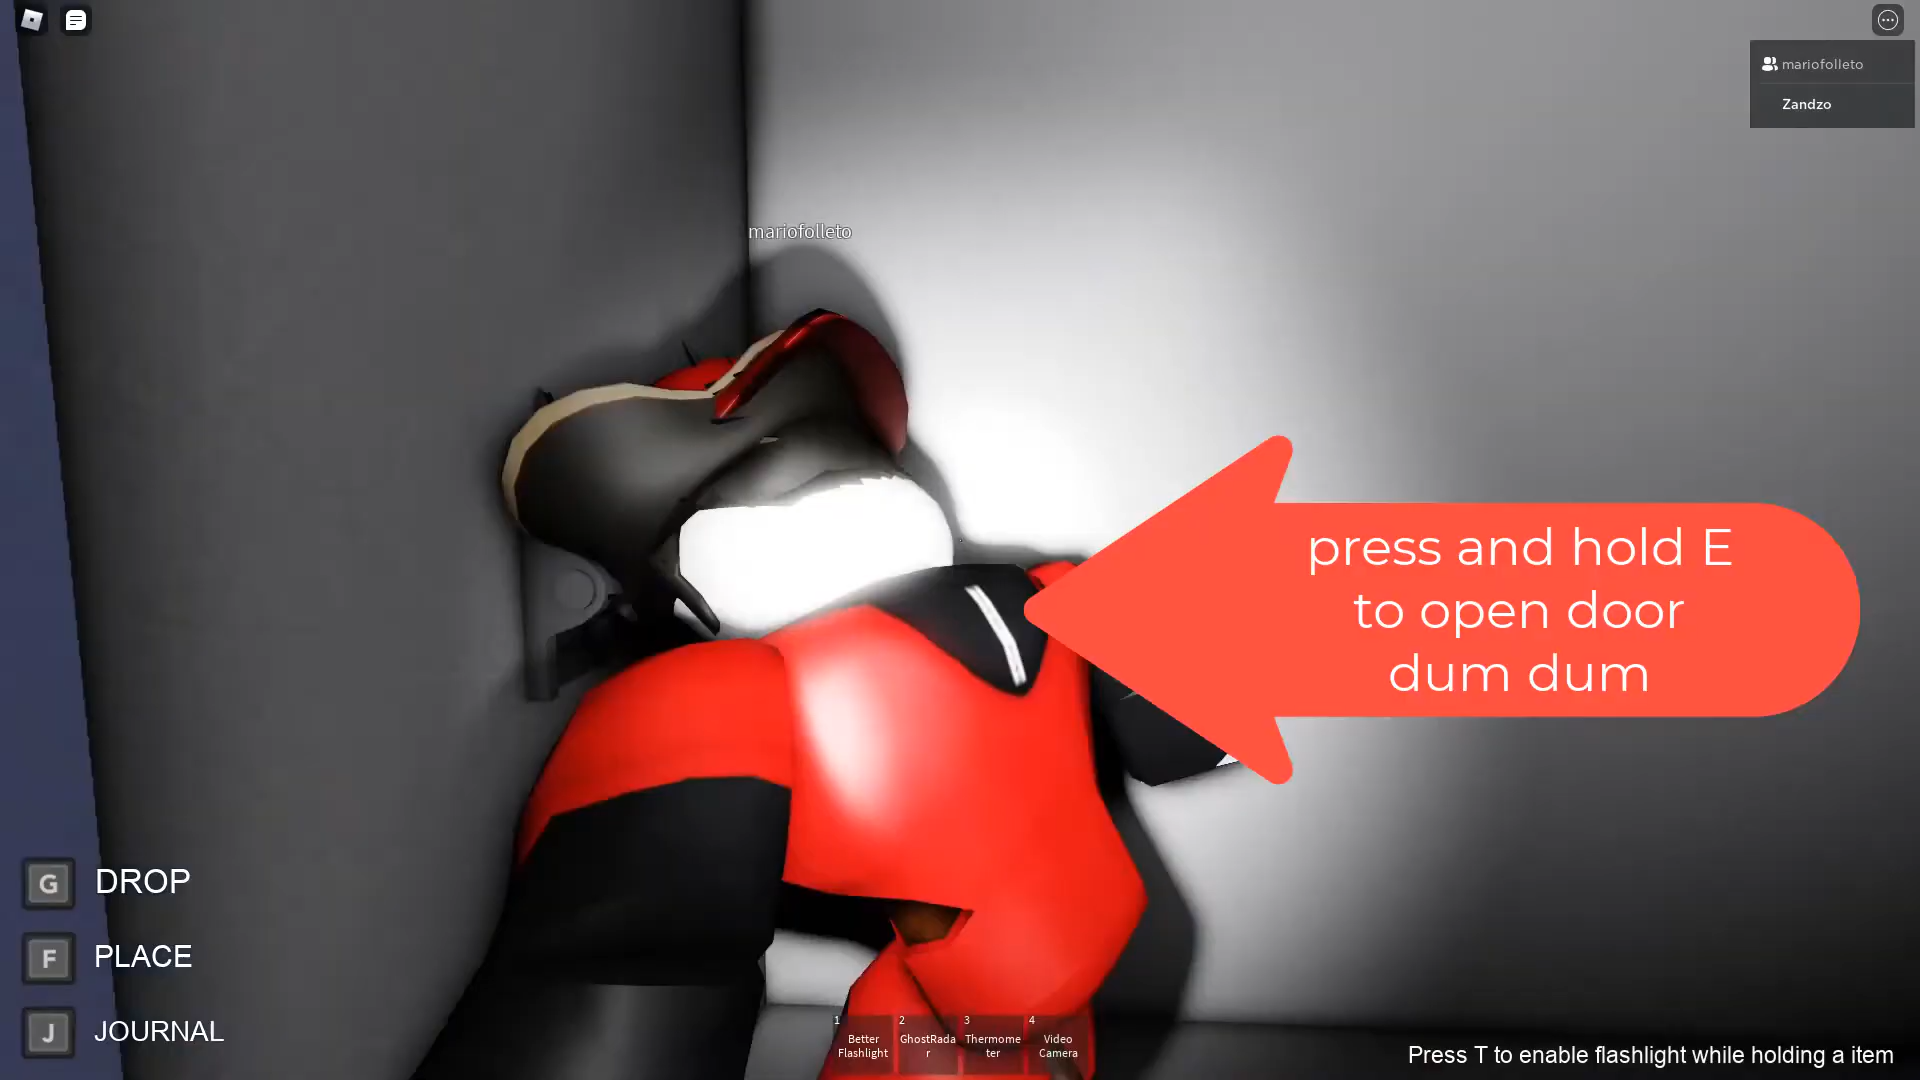 mariofolleto
Zandzo
mariofolleto
press and hold E
to open door
dum dum
G DROP
F PLACE
J JOURNAL
1
Better
Flashlight
2
GhostRada
r
3
Thermome
ter
4
Video
Camera
Press T to enable flashlight while holding a item